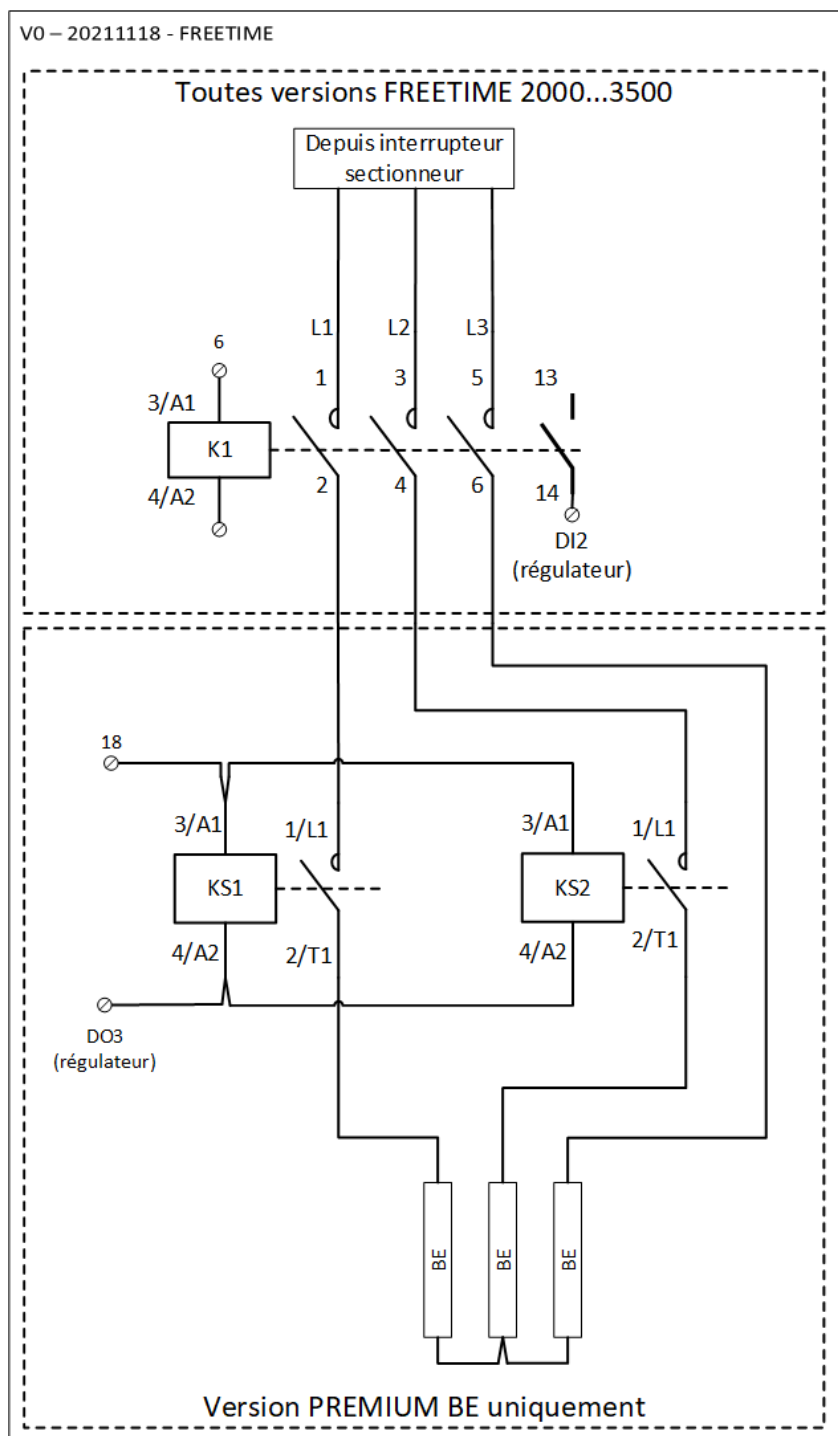 V0 – 20211118 - FREETIME
Toutes versions FREETIME 2000...3500
Depuis interrupteur
sectionneur
L1 L2 L3
6
1 3 5 13
3/A1
K1
4/A2
2 4 6 14
DI2
(régulateur)
18
3/A1 1/L1 3/A1 1/L1
KS1 KS2
4/A2 2/T1 4/A2 2/T1
DO3
(régulateur)
BE BE BE
Version PREMIUM BE uniquement